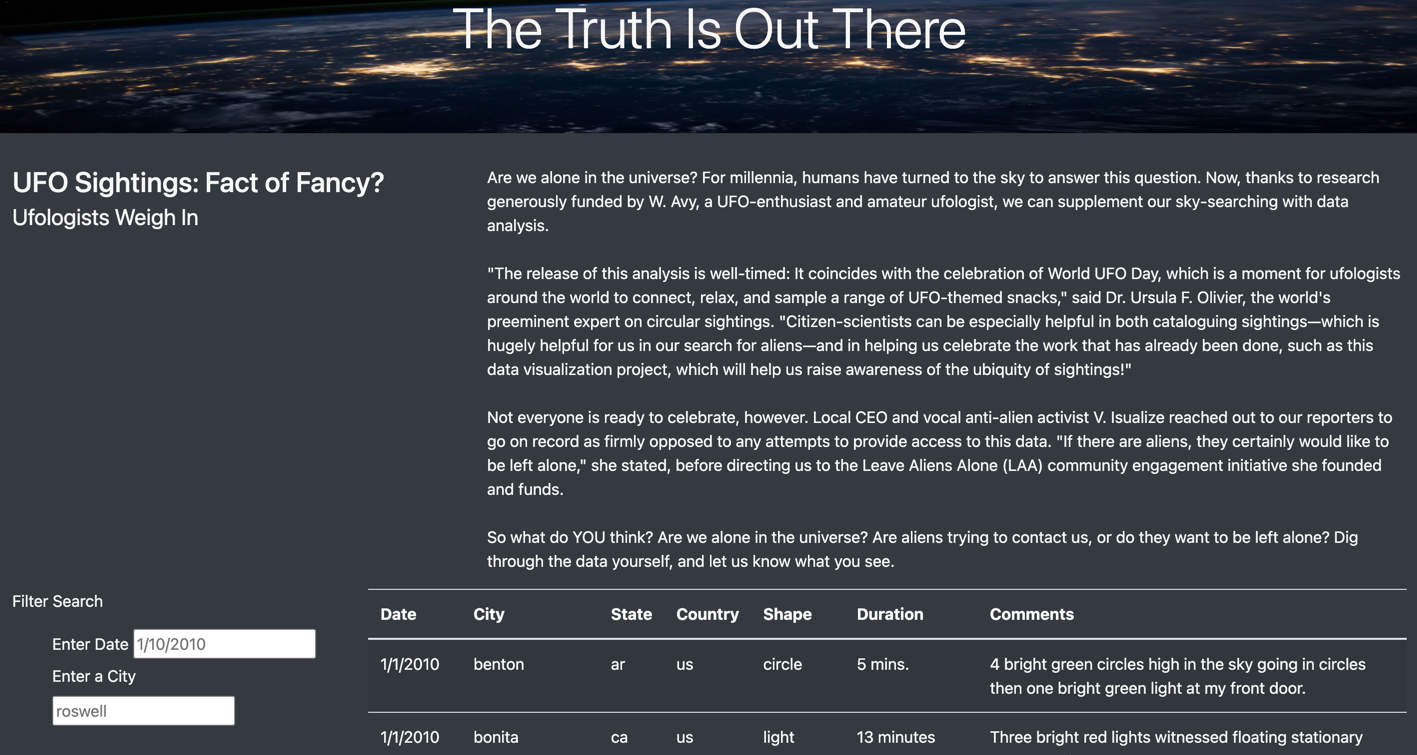 The Truth Is Out There
UFO Sightings: Fact of Fancy?
Ufologists Weigh In
Are we alone in the universe? For millennia, humans have turned to the sky to answer this question. Now, thanks to research
generously funded by W. Avy, a UFO-enthusiast and amateur ufologist, we can supplement our sky-searching with data
analysis.
"The release of this analysis is well-timed: It coincides with the celebration of World UFO Day, which is a moment for ufologists
around the world to connect, relax, and sample a range of UFO-themed snacks," said Dr. Ursula F. Olivier, the world's
preeminent expert on circular sightings. "Citizen-scientists can be especially helpful in both cataloguing sightings—which is
hugely helpful for us in our search for aliens—and in helping us celebrate the work that has already been done, such as this
data visualization project, which will help us raise awareness of the ubiquity of sightings!"
Not everyone is ready to celebrate, however. Local CEO and vocal anti-alien activist V. Isualize reached out to our reporters to
go on record as firmly opposed to any attempts to provide access to this data. "If there are aliens, they certainly would like to
be left alone," she stated, before directing us to the Leave Aliens Alone (LAA) community engagement initiative she founded
and funds.
So what do YOU think? Are we alone in the universe? Are aliens trying to contact us, or do they want to be left alone? Dig
through the data yourself, and let us know what you see.
Filter Search
Enter Date 1/10/2010
Enter a City
roswell
Date City State Country Shape Duration Comments
1/1/2010 benton ar us circle 5 mins. 4 bright green circles high in the sky going in circles
then one bright green light at my front door.
1/1/2010 bonita ca us light 13 minutes Three bright red lights witnessed floating stationary